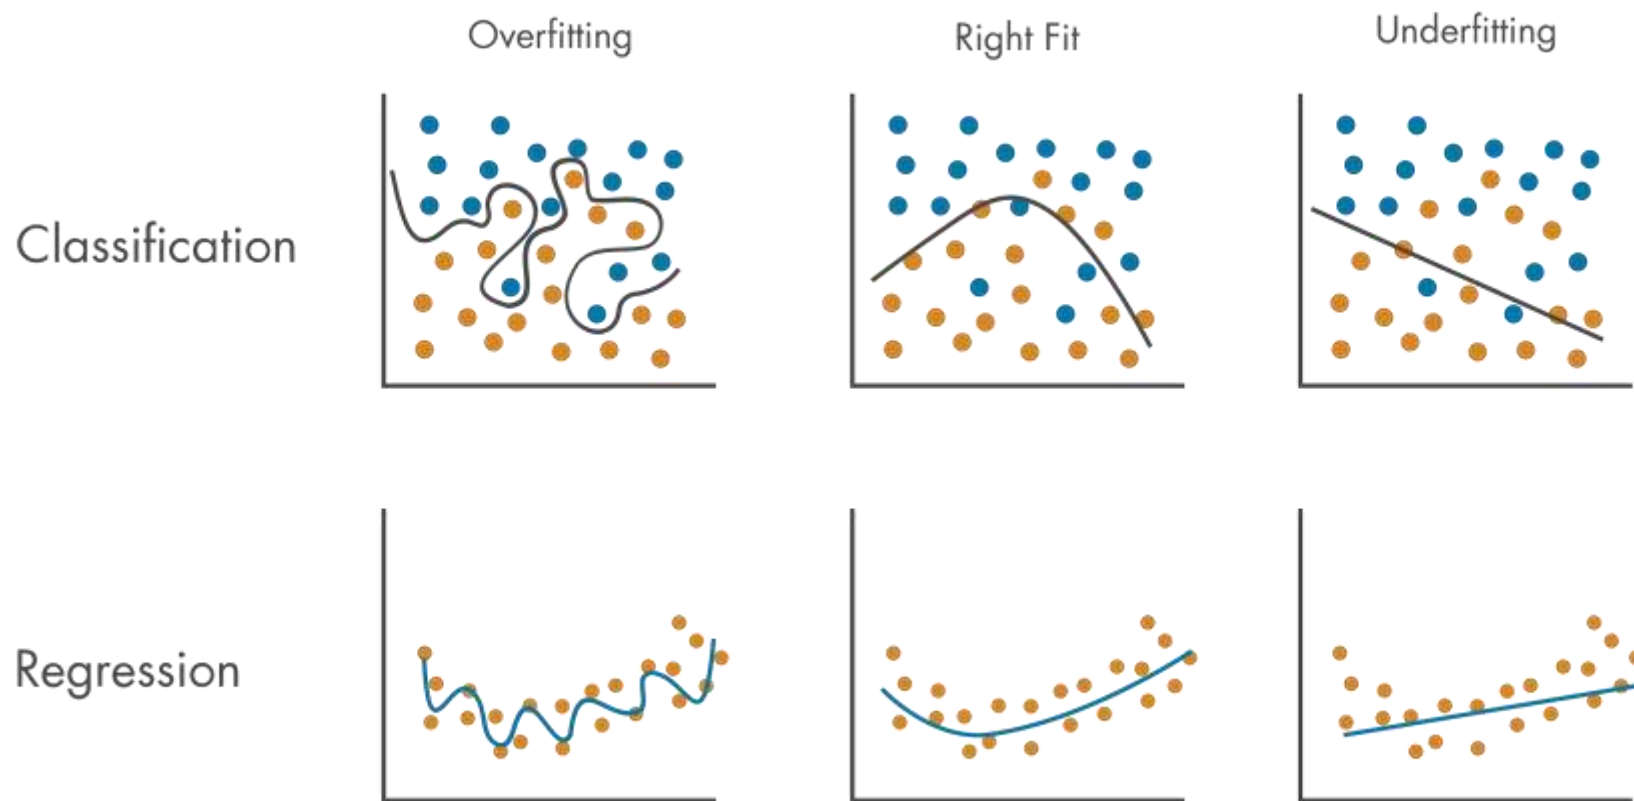 Overfitting
Right Fit
Underfitting
Classification
Regression